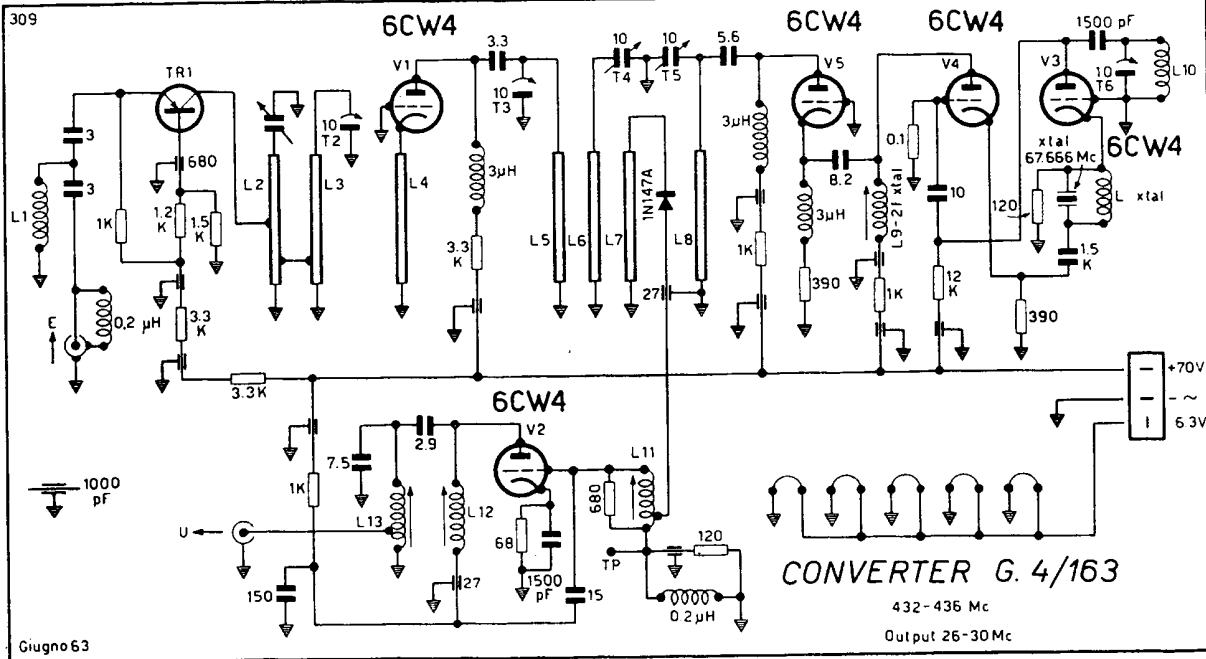 309
6CW4
6CW4
6CW4
1500 pF
TR1
V1
3.3
10
T3
10
T4
10
T5
5.6
V5
V4
V3
10
T6
L10
3
3
L1
680
1K
1.2
K
1.5
K
L2
10
T2
L3
L4
3µH
3.3
K
L5
L6
L7
1N147A
L8
27
3µH
1K
8.2
3µH
390
L9-2f xtal
1K
0.1
10
12
K
xtal
67.666 Mc
6CW4
120
L xtal
1.5
K
390
E
0,2 µH
3.3
K
3.3K
+70V
- ~
6.3V
6CW4
V2
7.5
2.9
L11
1K
L13
L12
680
68
1500
pF
TP
120
15
0.2µH
27
150
U
1000
pF
CONVERTER G. 4/163
432-436 Mc
Output 26-30 Mc
Giugno 63